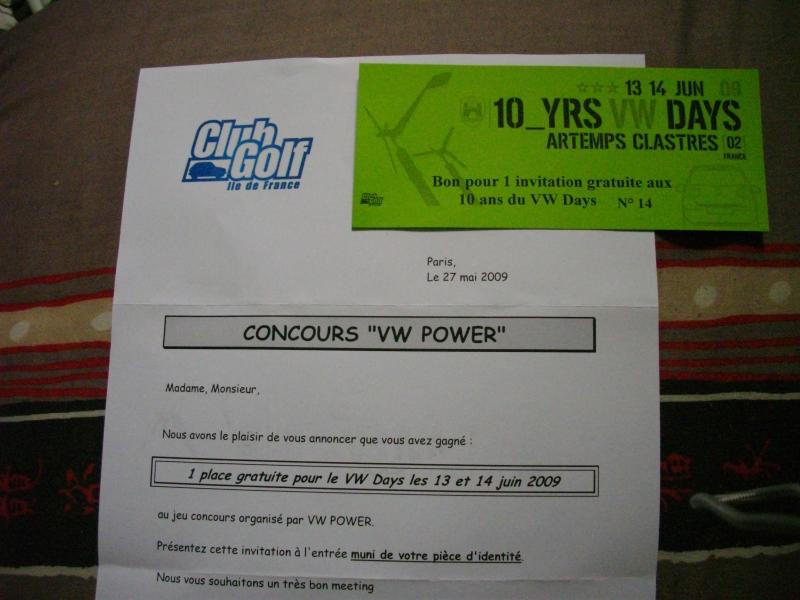 Club
Golf
Ile de France
13 14 JUN 09
10_YRS VW DAYS
ARTEMPS CLASTRES 02
FRANCE
Bon pour 1 invitation gratuite aux
10 ans du VW Days N° 14
Club
Golf
Paris,
Le 27 mai 2009
CONCOURS "VW POWER"
Madame, Monsieur,
Nous avons le plaisir de vous annoncer que vous avez gagné :
1 place gratuite pour le VW Days les 13 et 14 juin 2009
au jeu concours organisé par VW POWER.
Présentez cette invitation à l'entrée muni de votre pièce d'identité.
Nous vous souhaitons un très bon meeting